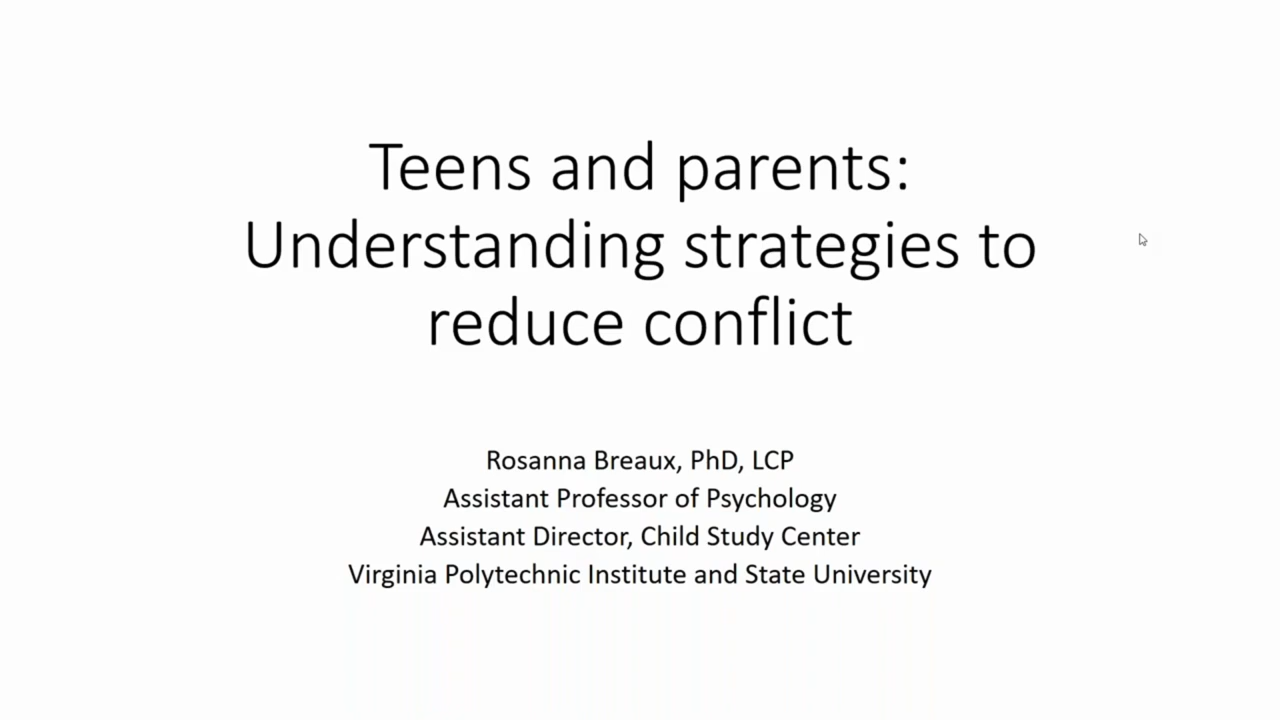 Teens and parents:
Understanding strategies to
reduce conflict
Rosanna Breaux, PhD, LCP
Assistant Professor of Psychology
Assistant Director, Child Study Center
Virginia Polytechnic Institute and State University